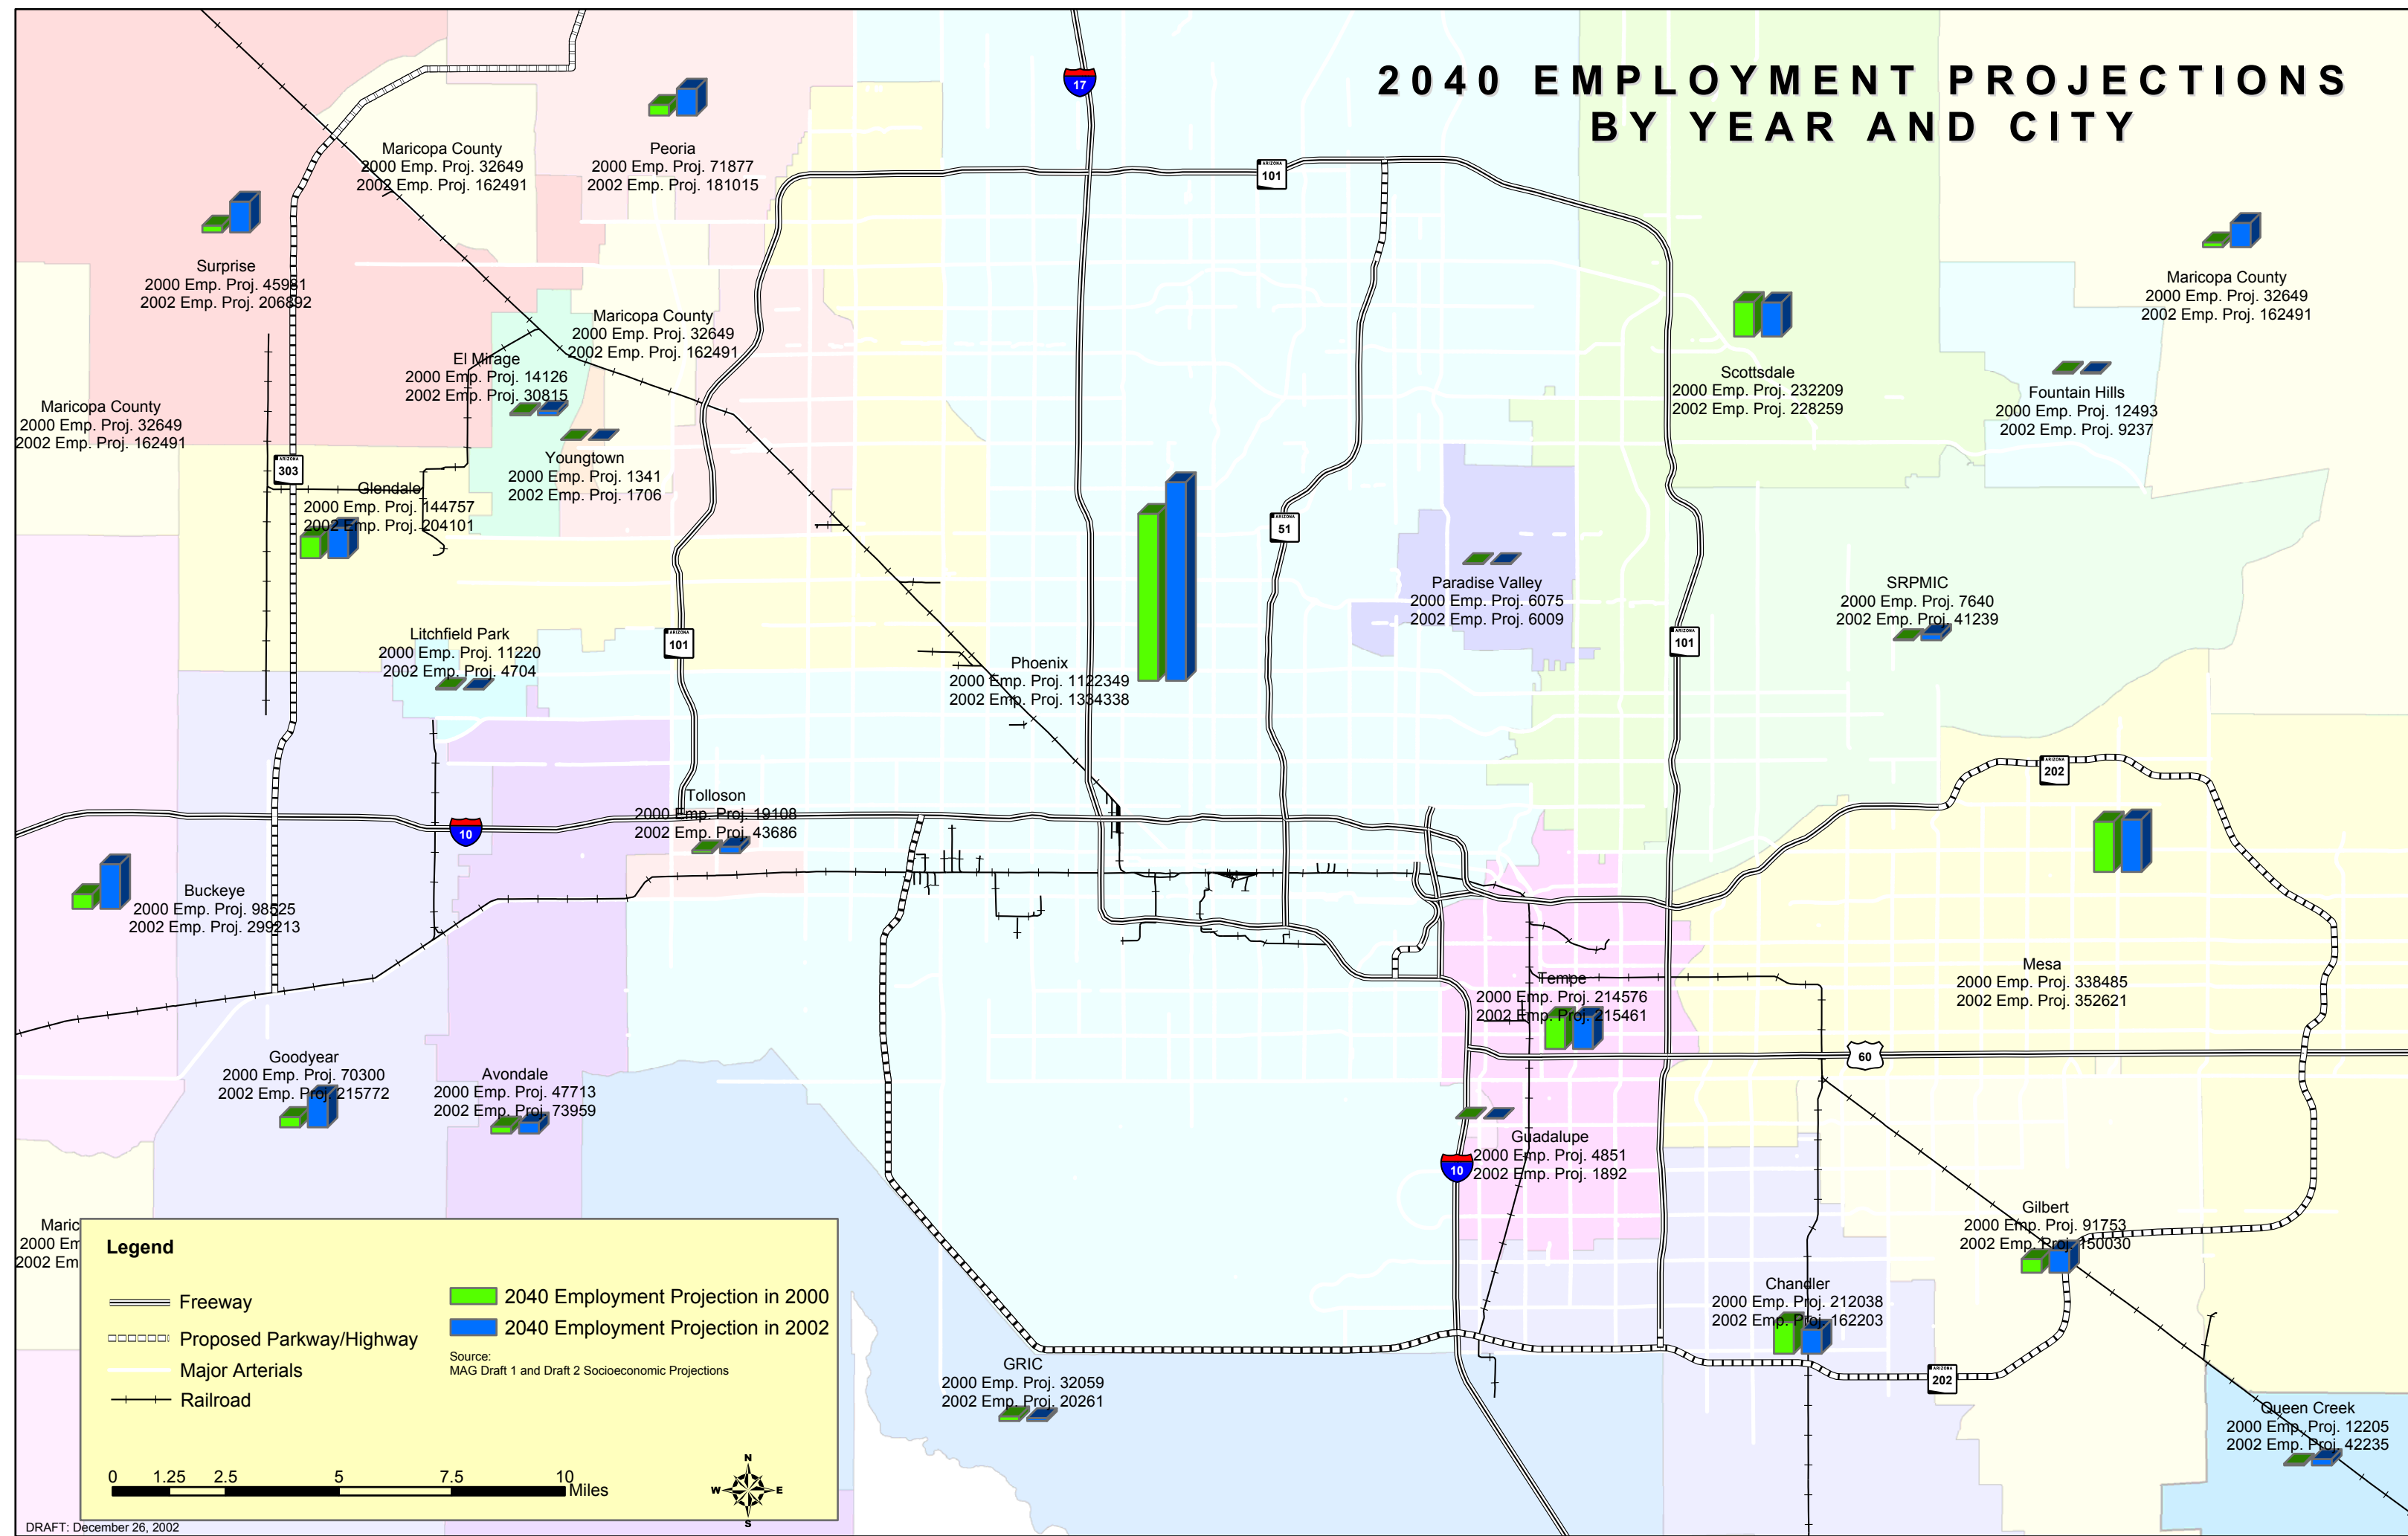 2040 EMPLOYMENT PROJECTIONS
BY YEAR AND CITY
17
Maricopa County
2000 Emp. Proj. 32649
2002 Emp. Proj. 162491
Peoria
2000 Emp. Proj. 71877
2002 Emp. Proj. 181015
ARIZONA
101
Surprise
2000 Emp. Proj. 45981
2002 Emp. Proj. 206892
Maricopa County
2000 Emp. Proj. 32649
2002 Emp. Proj. 162491
Maricopa County
2000 Emp. Proj. 32649
2002 Emp. Proj. 162491
El Mirage
2000 Emp. Proj. 14126
2002 Emp. Proj. 30815
Scottsdale
2000 Emp. Proj. 232209
2002 Emp. Proj. 228259
Fountain Hills
2000 Emp. Proj. 12493
2002 Emp. Proj. 9237
Maricopa County
2000 Emp. Proj. 32649
2002 Emp. Proj. 162491
ARIZONA
303
Youngtown
2000 Emp. Proj. 1341
2002 Emp. Proj. 1706
Glendale
2000 Emp. Proj. 144757
2002 Emp. Proj. 204101
ARIZONA
51
Paradise Valley
2000 Emp. Proj. 6075
2002 Emp. Proj. 6009
SRPMIC
2000 Emp. Proj. 7640
2002 Emp. Proj. 41239
Litchfield Park
2000 Emp. Proj. 11220
2002 Emp. Proj. 4704
ARIZONA
101
ARIZONA
101
Phoenix
2000 Emp. Proj. 1122349
2002 Emp. Proj. 1334338
ARIZONA
202
Tolloson
2000 Emp. Proj. 19108
2002 Emp. Proj. 43686
10
Buckeye
2000 Emp. Proj. 98525
2002 Emp. Proj. 299213
Mesa
2000 Emp. Proj. 338485
2002 Emp. Proj. 352621
Tempe
2000 Emp. Proj. 214576
2002 Emp. Proj. 215461
60
Goodyear
2000 Emp. Proj. 70300
2002 Emp. Proj. 215772
Avondale
2000 Emp. Proj. 47713
2002 Emp. Proj. 73959
Guadalupe
2000 Emp. Proj. 4851
2002 Emp. Proj. 1892
10
Maric
2000 Em
2002 Em
Gilbert
2000 Emp. Proj. 91753
2002 Emp. Proj. 150030
Chandler
2000 Emp. Proj. 212038
2002 Emp. Proj. 162203
ARIZONA
202
GRIC
2000 Emp. Proj. 32059
2002 Emp. Proj. 20261
Queen Creek
2000 Emp. Proj. 12205
2002 Emp. Proj. 42235
Legend
Freeway
Proposed Parkway/Highway
Major Arterials
Railroad
2040 Employment Projection in 2000
2040 Employment Projection in 2002
Source:
MAG Draft 1 and Draft 2 Socioeconomic Projections
0 1.25 2.5 5 7.5 10
Miles
N
W E
S
DRAFT: December 26, 2002